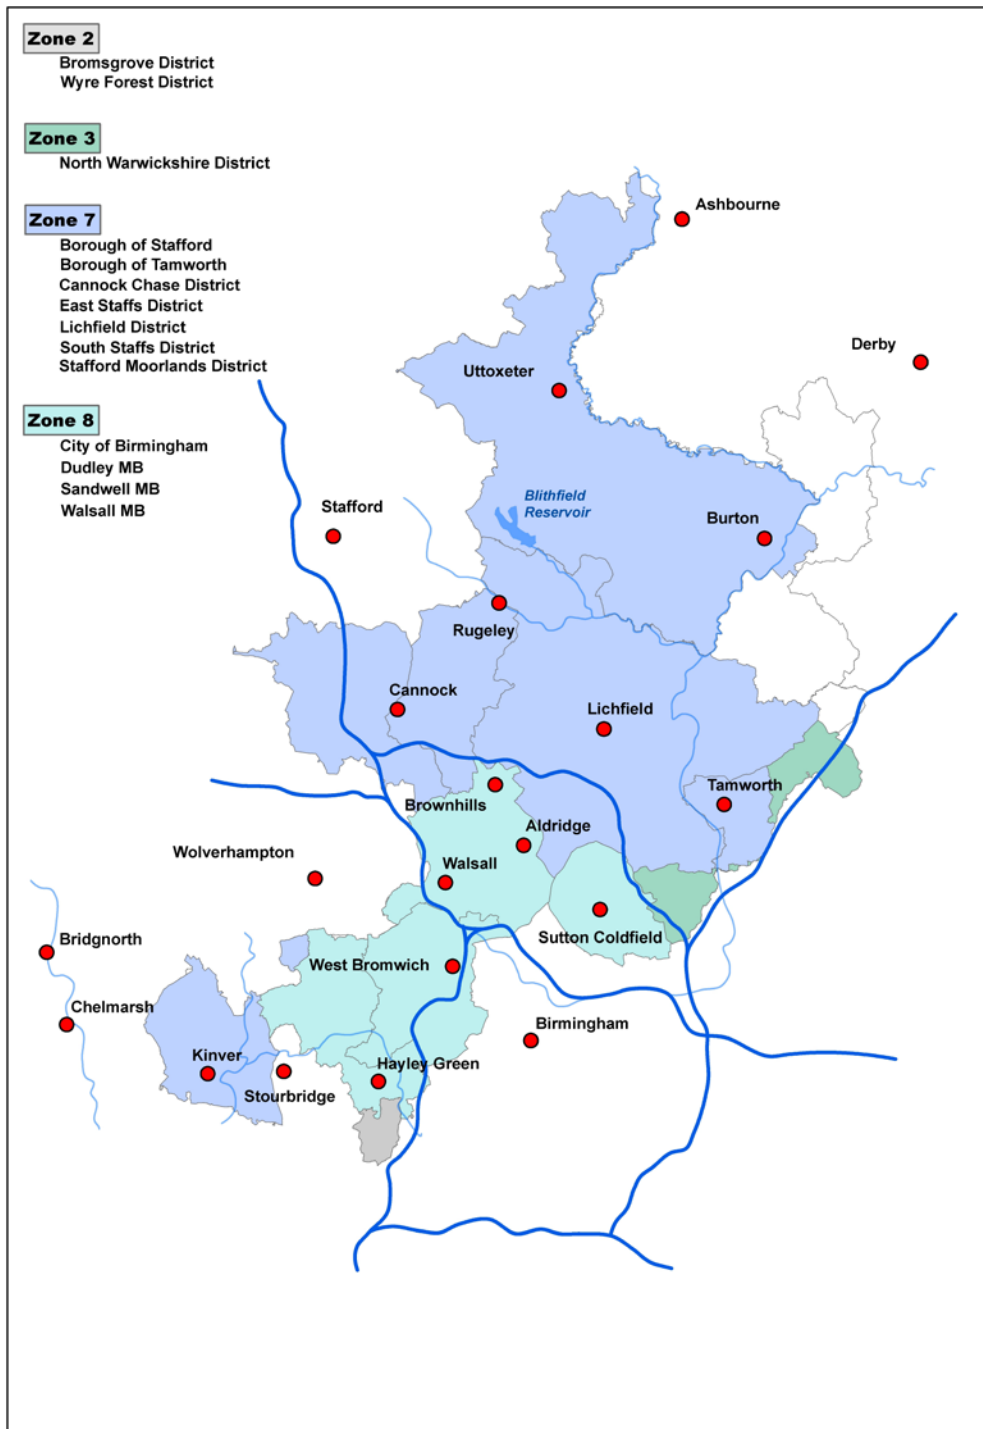 Zone 2
Bromsgrove District
Wyre Forest District
Zone 3
North Warwickshire District
Zone 7
Borough of Stafford
Borough of Tamworth
Cannock Chase District
East Staffs District
Lichfield District
South Staffs District
Stafford Moorlands District
Zone 8
City of Birmingham
Dudley MB
Sandwell MB
Walsall MB
Ashbourne
Derby
Uttoxeter
Blithfield
Reservoir
Stafford
Burton
Rugeley
Cannock
Lichfield
Tamworth
Brownhills
Aldridge
Wolverhampton
Walsall
Sutton Coldfield
Bridgnorth
West Bromwich
Chelmarsh
Birmingham
Kinver
Hayley Green
Stourbridge